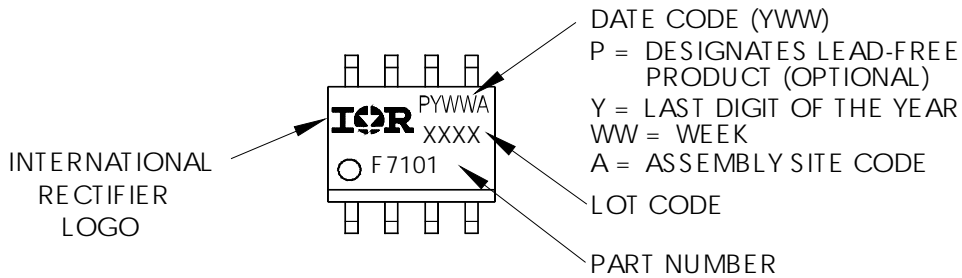 DATE CODE (YWW)
P = DESIGNATES LEAD-FREE
PRODUCT (OPTIONAL)
Y = LAST DIGIT OF THE YEAR
WW = WEEK
A = ASSEMBLY SITE CODE
LOT CODE
PART NUMBER
INTERNATIONAL
RECTIFIER
LOGO
IOR
PYWWA
XXXX
F7101